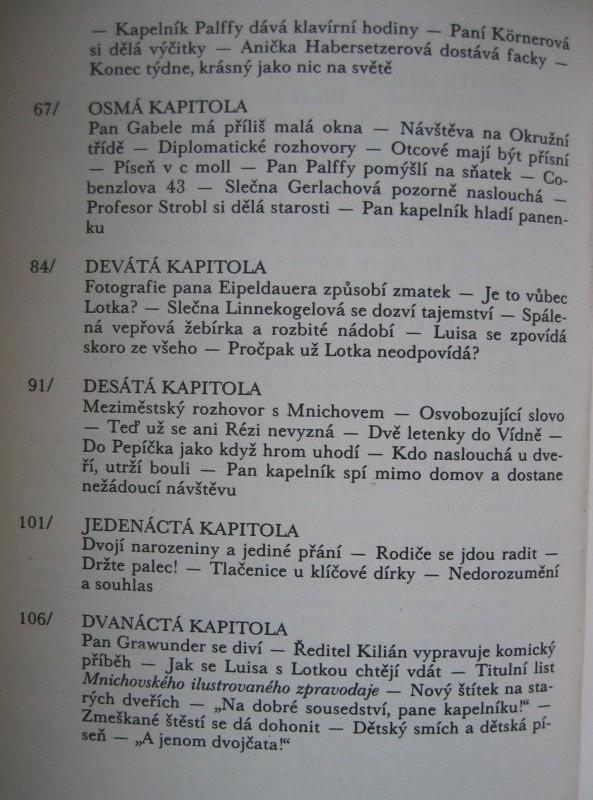 — Kapelník Palffy dává klavírní hodiny — Paní Körnerová
si dělá výčitky — Anička Habersetzerová dostává facky —
Konec týdne, krásný jako nic na světě
67/ OSMÁ KAPITOLA
Pan Gabele má příliš malá okna — Návštěva na Okružní
třídě — Diplomatické rozhovory — Otcové mají být přísní
— Píseň v c moll — Pan Palffy pomýšlí na sňatek — Co-
benzlova 43 — Slečna Gerlachová pozorně naslouchá —
Profesor Strobl si dělá starosti — Pan kapelník hladí panen-
ku
84/ DEVÁTÁ KAPITOLA
Fotografie pana Eipeldauera způsobí zmatek — Je to vůbec
Lotka? — Slečna Linnekogelová se dozví tajemství — Spále-
ná vepřová žebírka a rozbité nádobí — Luisa se zpovídá
skoro ze všeho — Pročpak už Lotka neodpovídá?
91/ DESÁTÁ KAPITOLA
Meziměstský rozhovor s Mnichovem — Osvobozující slovo
— Teď už se ani Rézi nevyzná — Dvě letenky do Vídně —
Do Pepíčka jako když hrom uhodí — Kdo naslouchá u dve-
ří, utrží bouli — Pan kapelník spí mimo domov a dostane
nežádoucí návštěvu
101/ JEDENÁCTÁ KAPITOLA
Dvojí narozeniny a jediné přání — Rodiče se jdou radit —
Držte palec! — Tlačenice u klíčové dírky — Nedorozumění
a souhlas
106/ DVANÁCTÁ KAPITOLA
Pan Grawunder se diví — Ředitel Kilián vypravuje komický
příběh — Jak se Luisa s Lotkou chtějí vdát — Titulní list
Mnichovského ilustrovaného zpravodaje — Nový štítek na sta-
rých dveřích — „Na dobré sousedství, pane kapelníku!“ —
Zmeškané štěstí se dá dohonit — Dětský smích a dětská pí-
seň — „A jenom dvojčata!“